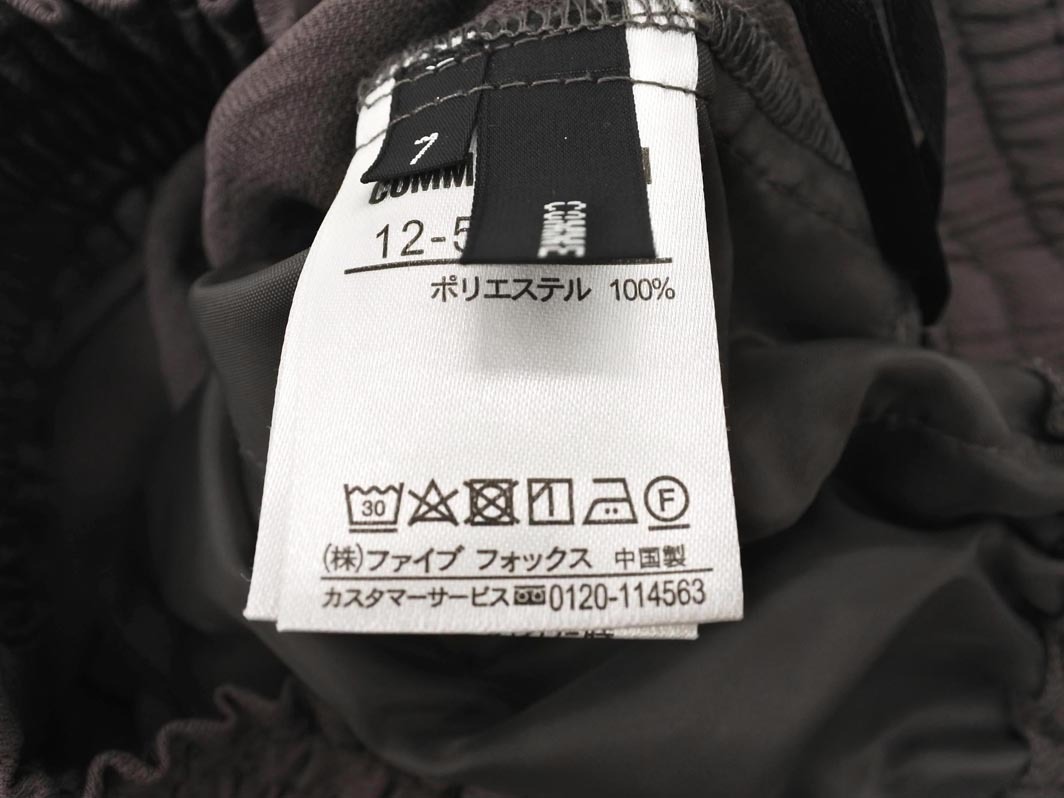 7
COMM
12-5
ポリエステル 100%
30
F
(株)ファイブ フォックス 中国製
カスタマーサービス 0120-114563